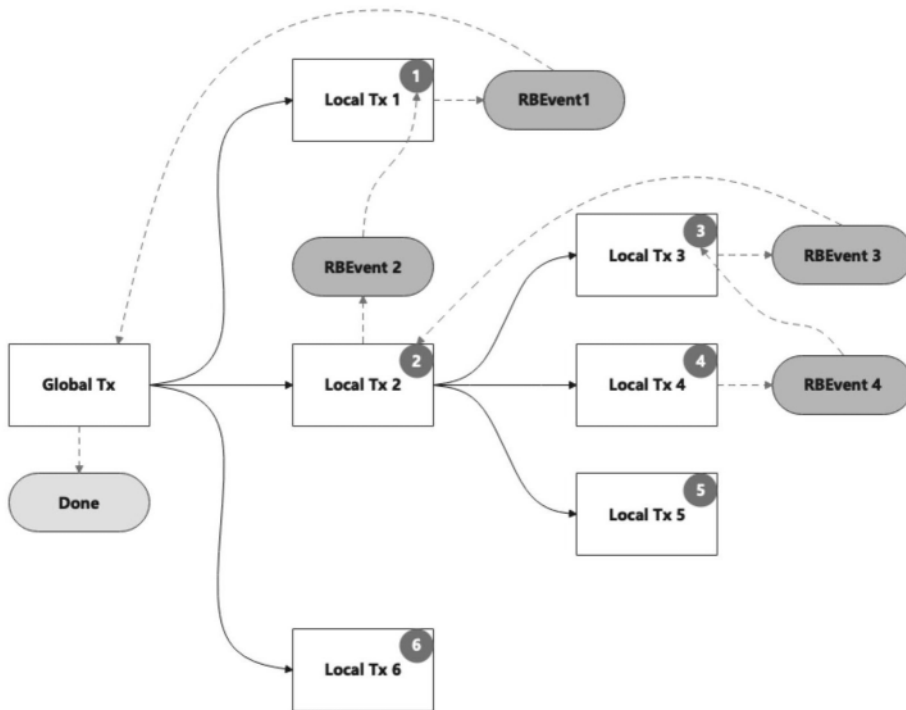 1
Local Tx 1
RBEvent1
3
Local Tx 3
RBEvent 3
RBEvent 2
2
Local Tx 2
4
Local Tx 4
RBEvent 4
Global Tx
Done
5
Local Tx 5
6
Local Tx 6